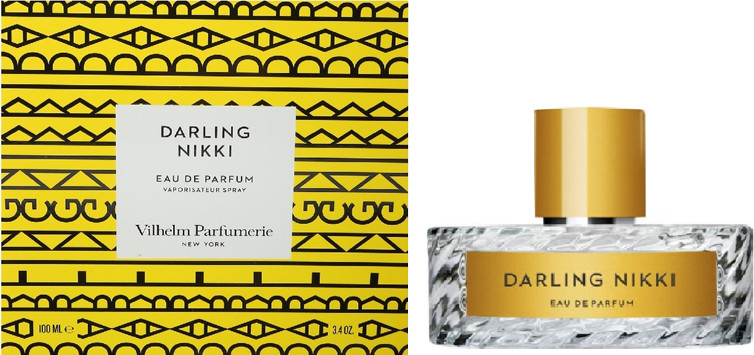 DARLING
NIKKI
EAU DE PARFUM
VAPORISATEUR SPRAY
Vilhelm Parfumerie
NEW YORK
100 ML e
3.4 OZ.
DARLING NIKKI
EAU DE PARFUM